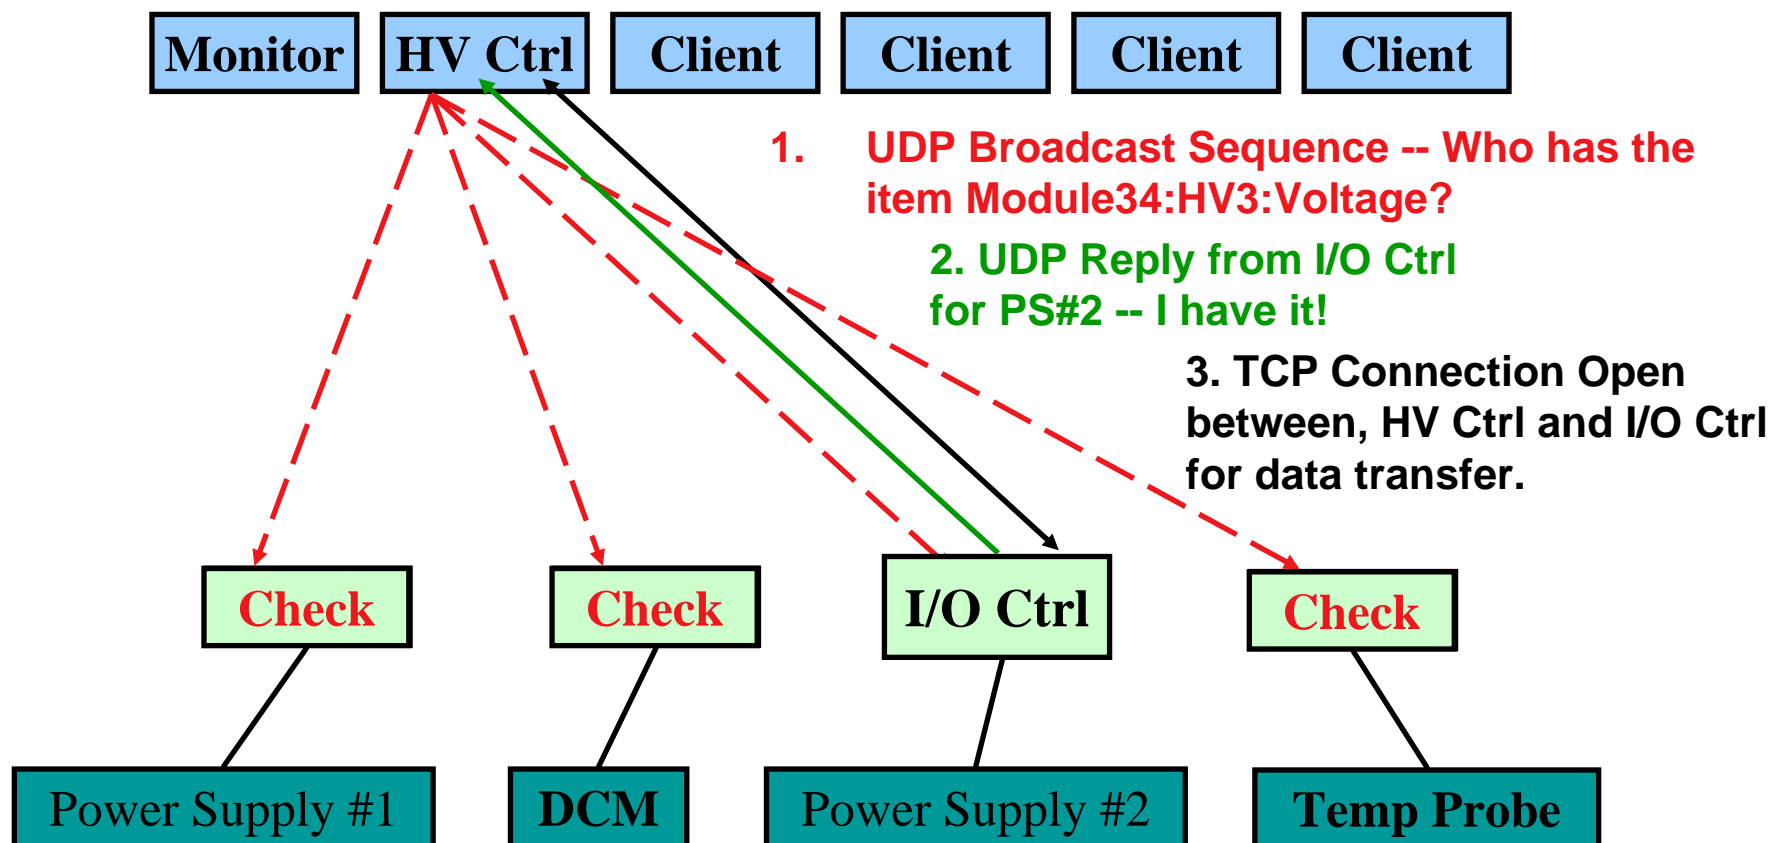 Monitor HV Ctrl Client Client Client Client
1. UDP Broadcast Sequence -- Who has the
item Module34:HV3:Voltage?
2. UDP Reply from I/O Ctrl
for PS#2 -- I have it!
3. TCP Connection Open
between, HV Ctrl and I/O Ctrl
for data transfer.
Check Check I/O Ctrl Check
Power Supply #1 DCM Power Supply #2 Temp Probe